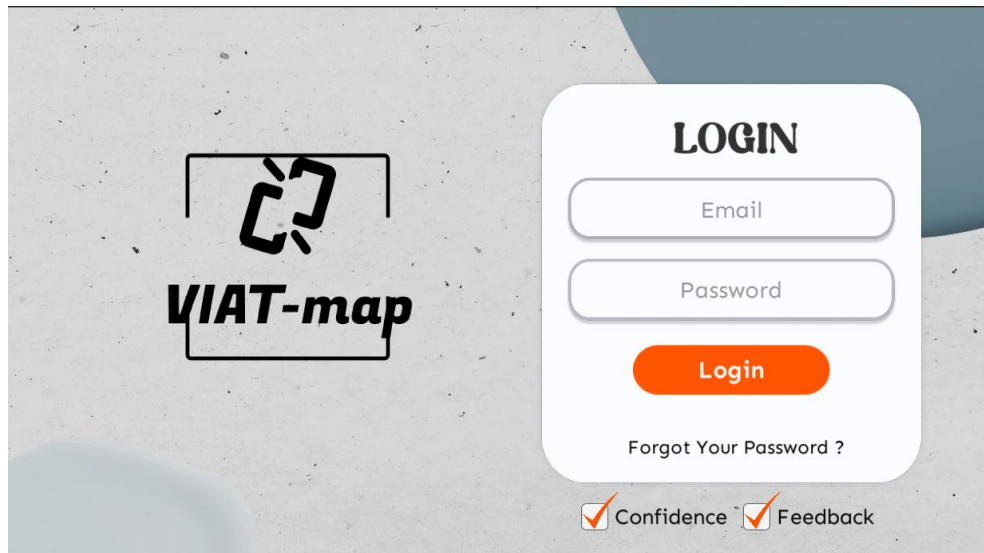 LOGIN
Email
VIAT-map
Password
Login
Forgot Your Password ?
Confidence Feedback